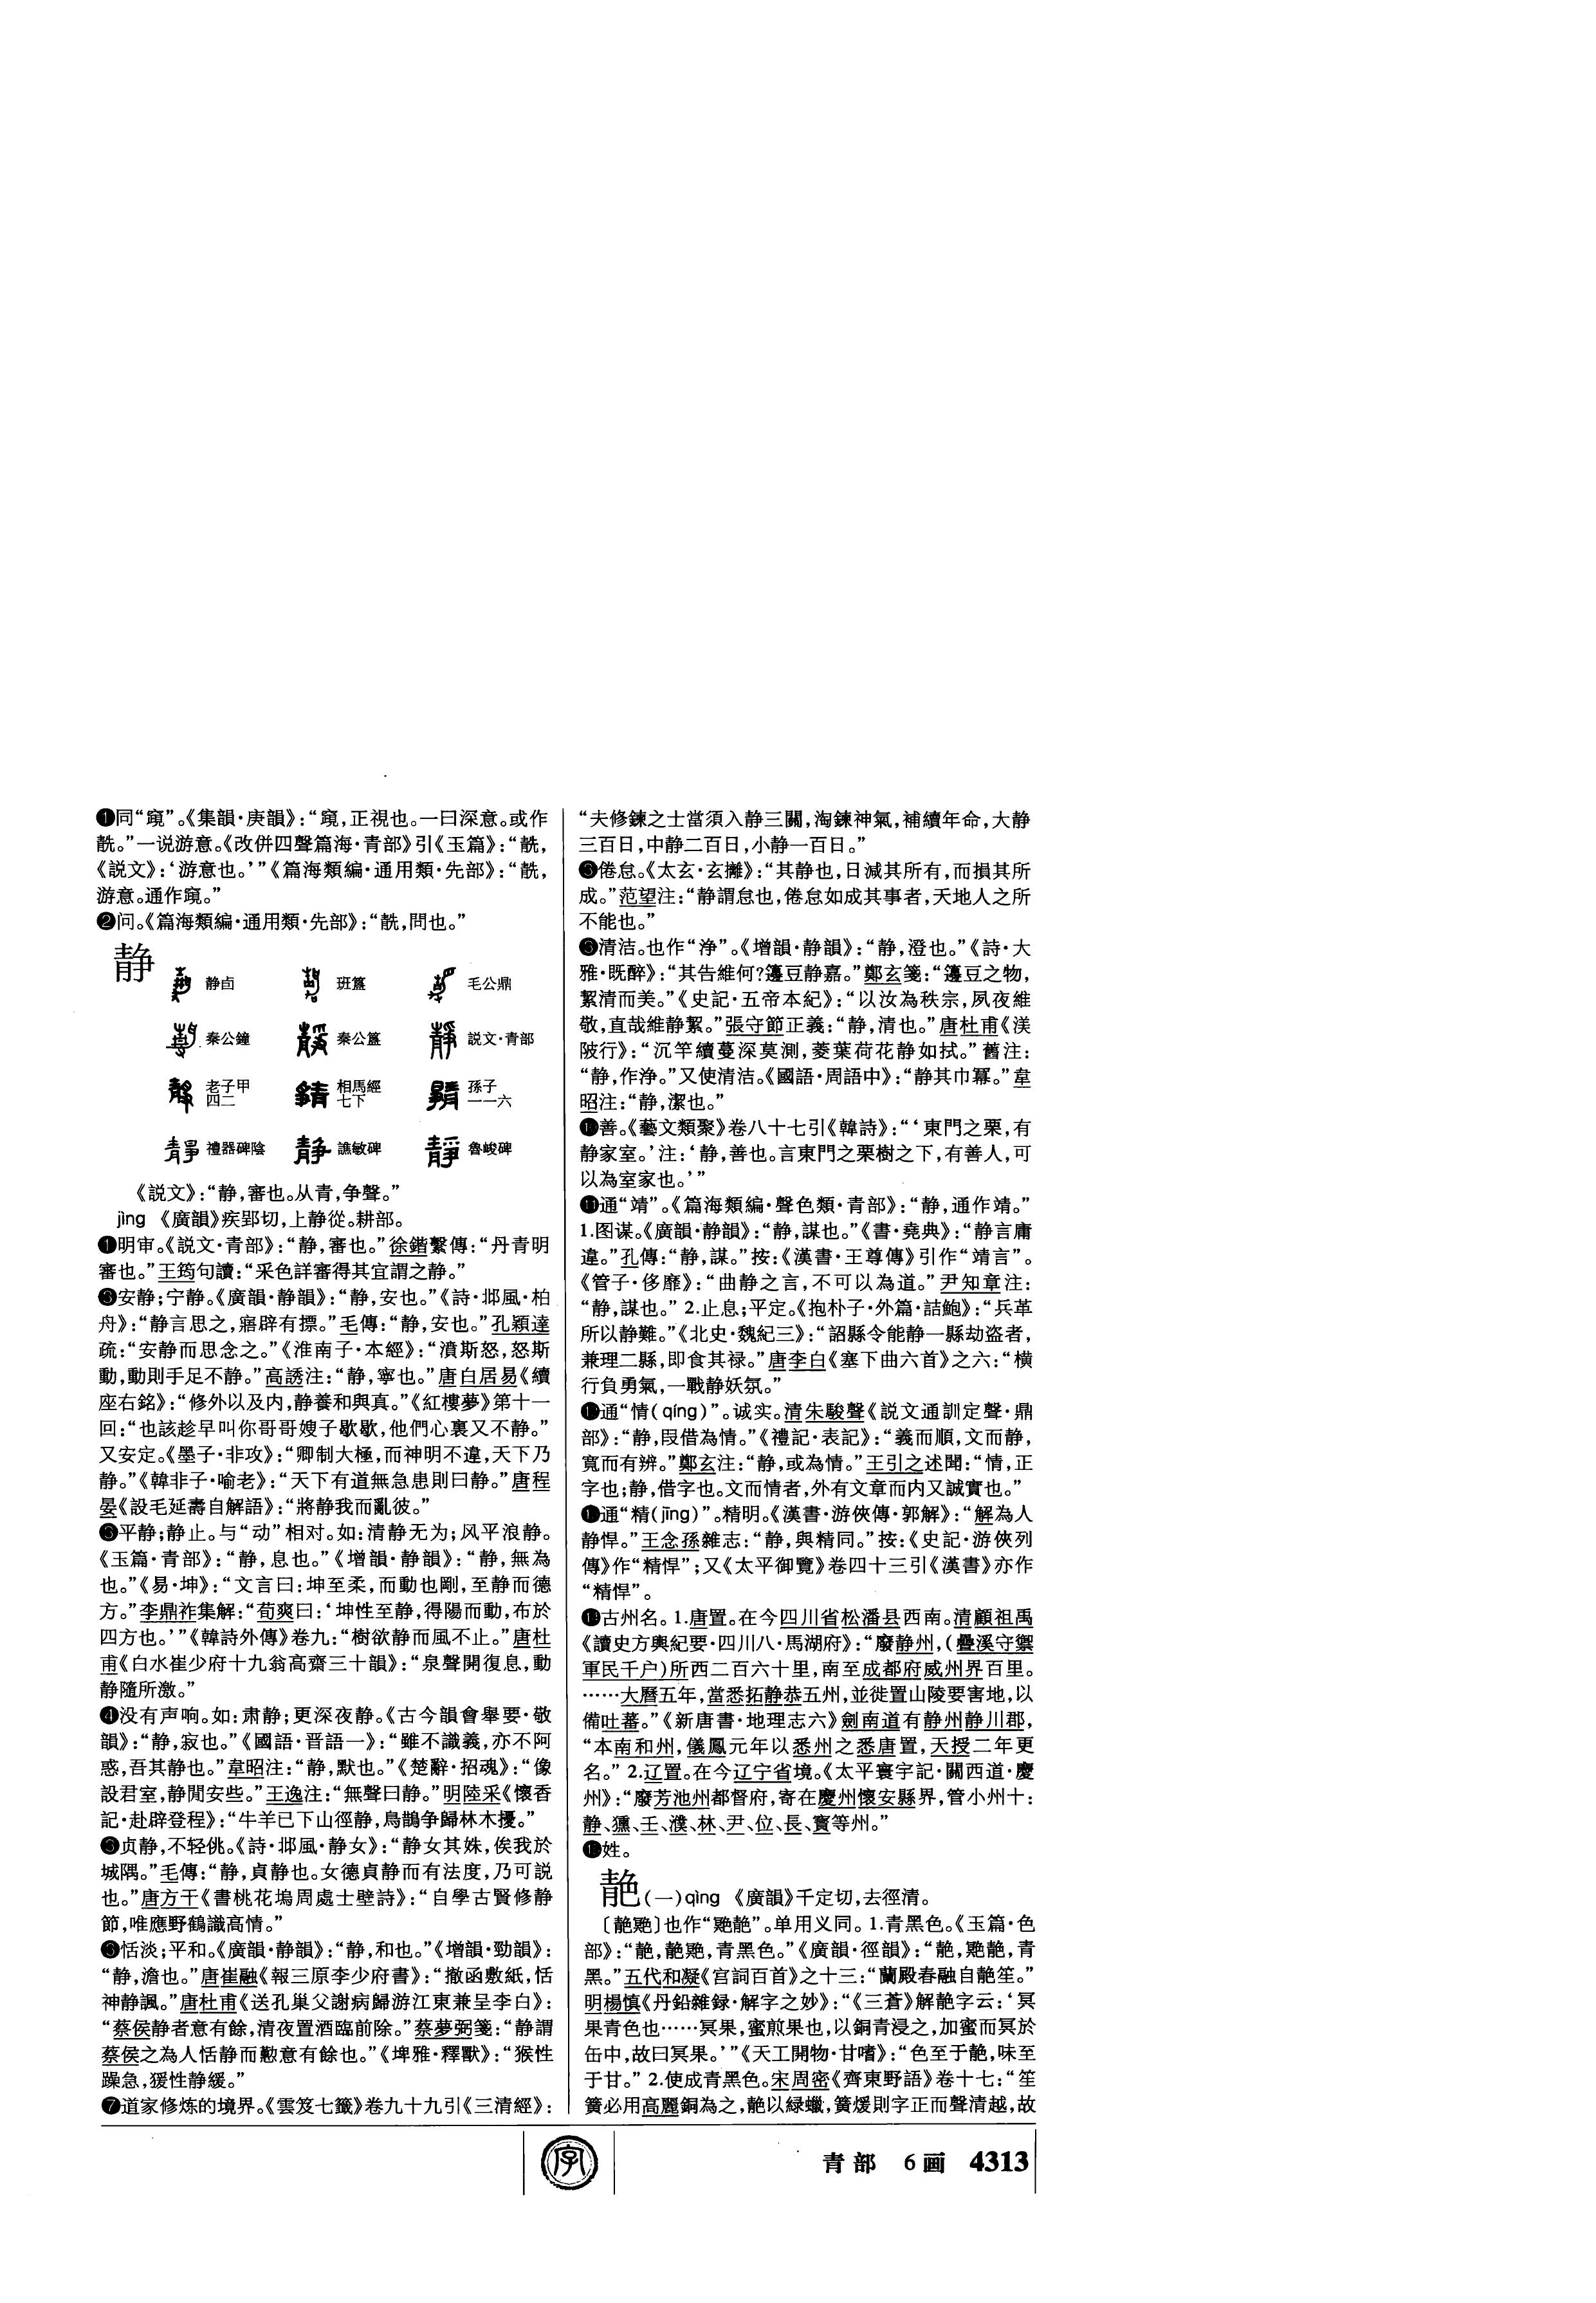 ❶同“窺”。《集韻·庚韻》：“窺，正視也。一曰深意。或作
靗。”一说游意。《改併四聲篇海·青部》引《玉篇》：“靗，
《説文》：‘游意也。’”《篇海類編·通用類·先部》：“靗，
游意。通作窺。”
❷问。《篇海類編·通用類·先部》：“靗，問也。”
静
静卣 班簋 毛公鼎
秦公鐘 秦公簋 説文·青部
老子甲四二 相馬經七下 孫子一一六
禮器碑陰 譙敏碑 魯峻碑
《説文》：“静，審也。从青，争聲。”
jìng 《廣韻》疾郢切，上静從。耕部。
❶明审。《説文·青部》：“静，審也。”徐鍇繫傳：“丹青明
審也。”王筠句讀：“采色詳審得其宜謂之静。”
❷安静；宁静。《廣韻·静韻》：“静，安也。”《詩·邶風·柏
舟》：“静言思之，寤辟有摽。”毛傳：“静，安也。”孔穎達
疏：“安静而思念之。”《淮南子·本經》：“濆斯怒，怒斯
動，動則手足不静。”高誘注：“静，寧也。”唐白居易《續
座右銘》：“修外以及内，静養和與真。”《紅樓夢》第十一
回：“也該趁早叫你哥哥嫂子歇歇，他們心裏又不静。”
又安定。《墨子·非攻》：“卿制大極，而神明不違，天下乃
静。”《韓非子·喻老》：“天下有道無急患則曰静。”唐程
晏《設毛延壽自解語》：“將静我而亂彼。”
❸平静；静止。与“动”相对。如：清静无为；风平浪静。
《玉篇·青部》：“静，息也。”《增韻·静韻》：“静，無為
也。”《易·坤》：“文言曰：坤至柔，而動也剛，至静而德
方。”李鼎祚集解：“荀爽曰：‘坤性至静，得陽而動，布於
四方也。’”《韓詩外傳》卷九：“樹欲静而風不止。”唐杜
甫《白水崔少府十九翁高齋三十韻》：“泉聲聞復息，動
静隨所激。”
❹没有声响。如：肃静；更深夜静。《古今韻會舉要·敬
韻》：“静，寂也。”《國語·晋語一》：“雖不識義，亦不阿
惑，吾其静也。”韋昭注：“静，默也。”《楚辭·招魂》：“像
設君室，静閒安些。”王逸注：“無聲曰静。”明陸采《懷香
記·赴辟登程》：“牛羊已下山徑静，鳥鵲争歸林木擾。”
❺贞静，不轻佻。《詩·邶風·静女》：“静女其姝，俟我於
城隅。”毛傳：“静，貞静也。女德貞静而有法度，乃可説
也。”唐方干《書桃花塢周處士壁詩》：“自學古賢修静
節，唯應野鶴識高情。”
❻恬淡；平和。《廣韻·静韻》：“静，和也。”《增韻·勁韻》：
“静，澹也。”唐崔融《報三原李少府書》：“撤函敷紙，恬
神静諷。”唐杜甫《送孔巢父謝病歸游江東兼呈李白》：
“蔡侯静者意有餘，清夜置酒臨前除。”蔡夢弼箋：“静謂
蔡侯之為人恬静而懃意有餘也。”《埤雅·釋獸》：“猴性
躁急，猨性静緩。”
❼道家修炼的境界。《雲笈七籤》卷九十九引《三清經》：
“夫修鍊之士當須入静三關，淘鍊神氣，補續年命，大静
三百日，中静二百日，小静一百日。”
❽倦怠。《太玄·玄攡》：“其静也，日減其所有，而損其所
成。”范望注：“静謂怠也，倦怠如成其事者，天地人之所
不能也。”
❾清洁。也作“净”。《增韻·静韻》：“静，澄也。”《詩·大
雅·既醉》：“其告維何?籩豆静嘉。”鄭玄箋：“籩豆之物，
絜清而美。”《史記·五帝本紀》：“以汝為秩宗，夙夜維
敬，直哉維静絜。”張守節正義：“静，清也。”唐杜甫《渼
陂行》：“沉竿續蔓深莫測，菱葉荷花静如拭。”舊注：
“静，作净。”又使清洁。《國語·周語中》：“静其巾冪。”韋
昭注：“静，潔也。”
❿善。《藝文類聚》卷八十七引《韓詩》：“‘東門之栗，有
静家室。’注：‘静，善也。言東門之栗樹之下，有善人，可
以為室家也。’”
⓫通“靖”。《篇海類編·聲色類·青部》：“静，通作靖。”
1.图谋。《廣韻·静韻》：“静，謀也。”《書·堯典》：“静言庸
違。”孔傳：“静，謀。”按：《漢書·王尊傳》引作“靖言”。
《管子·侈靡》：“曲静之言，不可以為道。”尹知章注：
“静，謀也。” 2.止息；平定。《抱朴子·外篇·詰鮑》：“兵革
所以静難。”《北史·魏紀三》：“詔縣令能静一縣劫盗者，
兼理二縣，即食其禄。”唐李白《塞下曲六首》之六：“横
行負勇氣，一戰静妖氛。”
⓬通“情(qíng)”。诚实。清朱駿聲《説文通訓定聲·鼎
部》：“静，叚借為情。”《禮記·表記》：“義而順，文而静，
寬而有辨。”鄭玄注：“静，或為情。”王引之述聞：“情，正
字也；静，借字也。文而情者，外有文章而内又誠實也。”
⓭通“精(jīng)”。精明。《漢書·游俠傳·郭解》：“解為人
静悍。”王念孫雜志：“静，與精同。”按：《史記·游俠列
傳》作“精悍”；又《太平御覽》卷四十三引《漢書》亦作
“精悍”。
⓮古州名。1.唐置。在今四川省松潘县西南。清顧祖禹
《讀史方輿紀要·四川八·馬湖府》：“廢静州，(疊溪守禦
軍民千户)所西二百六十里，南至成都府威州界百里。
……大曆五年，當悉拓静恭五州，並徙置山陵要害地，以
備吐蕃。”《新唐書·地理志六》劍南道有静州静川郡，
“本南和州，儀鳳元年以悉州之悉唐置，天授二年更
名。” 2.辽置。在今辽宁省境。《太平寰宇記·關西道·慶
州》：“廢芳池州都督府，寄在慶州懷安縣界，管小州十：
静、獯、王、濮、林、尹、位、長、寶等州。”
⓯姓。
靘(一)qìng 《廣韻》千定切，去徑清。
〔靘䒌〕也作“䒌靘”。单用义同。1.青黑色。《玉篇·色
部》：“靘，靘䒌，青黑色。”《廣韻·徑韻》：“靘，䒌靘，青
黑。”五代和凝《宫詞百首》之十三：“蘭殿春融自靘笙。”
明楊慎《丹鉛雜録·解字之妙》：“《三蒼》解靘字云：‘冥
果青色也……冥果，蜜煎果也，以銅青浸之，加蜜而冥於
缶中，故曰冥果。’”《天工開物·甘嗜》：“色至于靘，味至
于甘。” 2.使成青黑色。宋周密《齊東野語》卷十七：“笙
簧必用高麗銅為之，靘以緑蠟，簧煖則字正而聲清越，故
字
青部 6画 4313